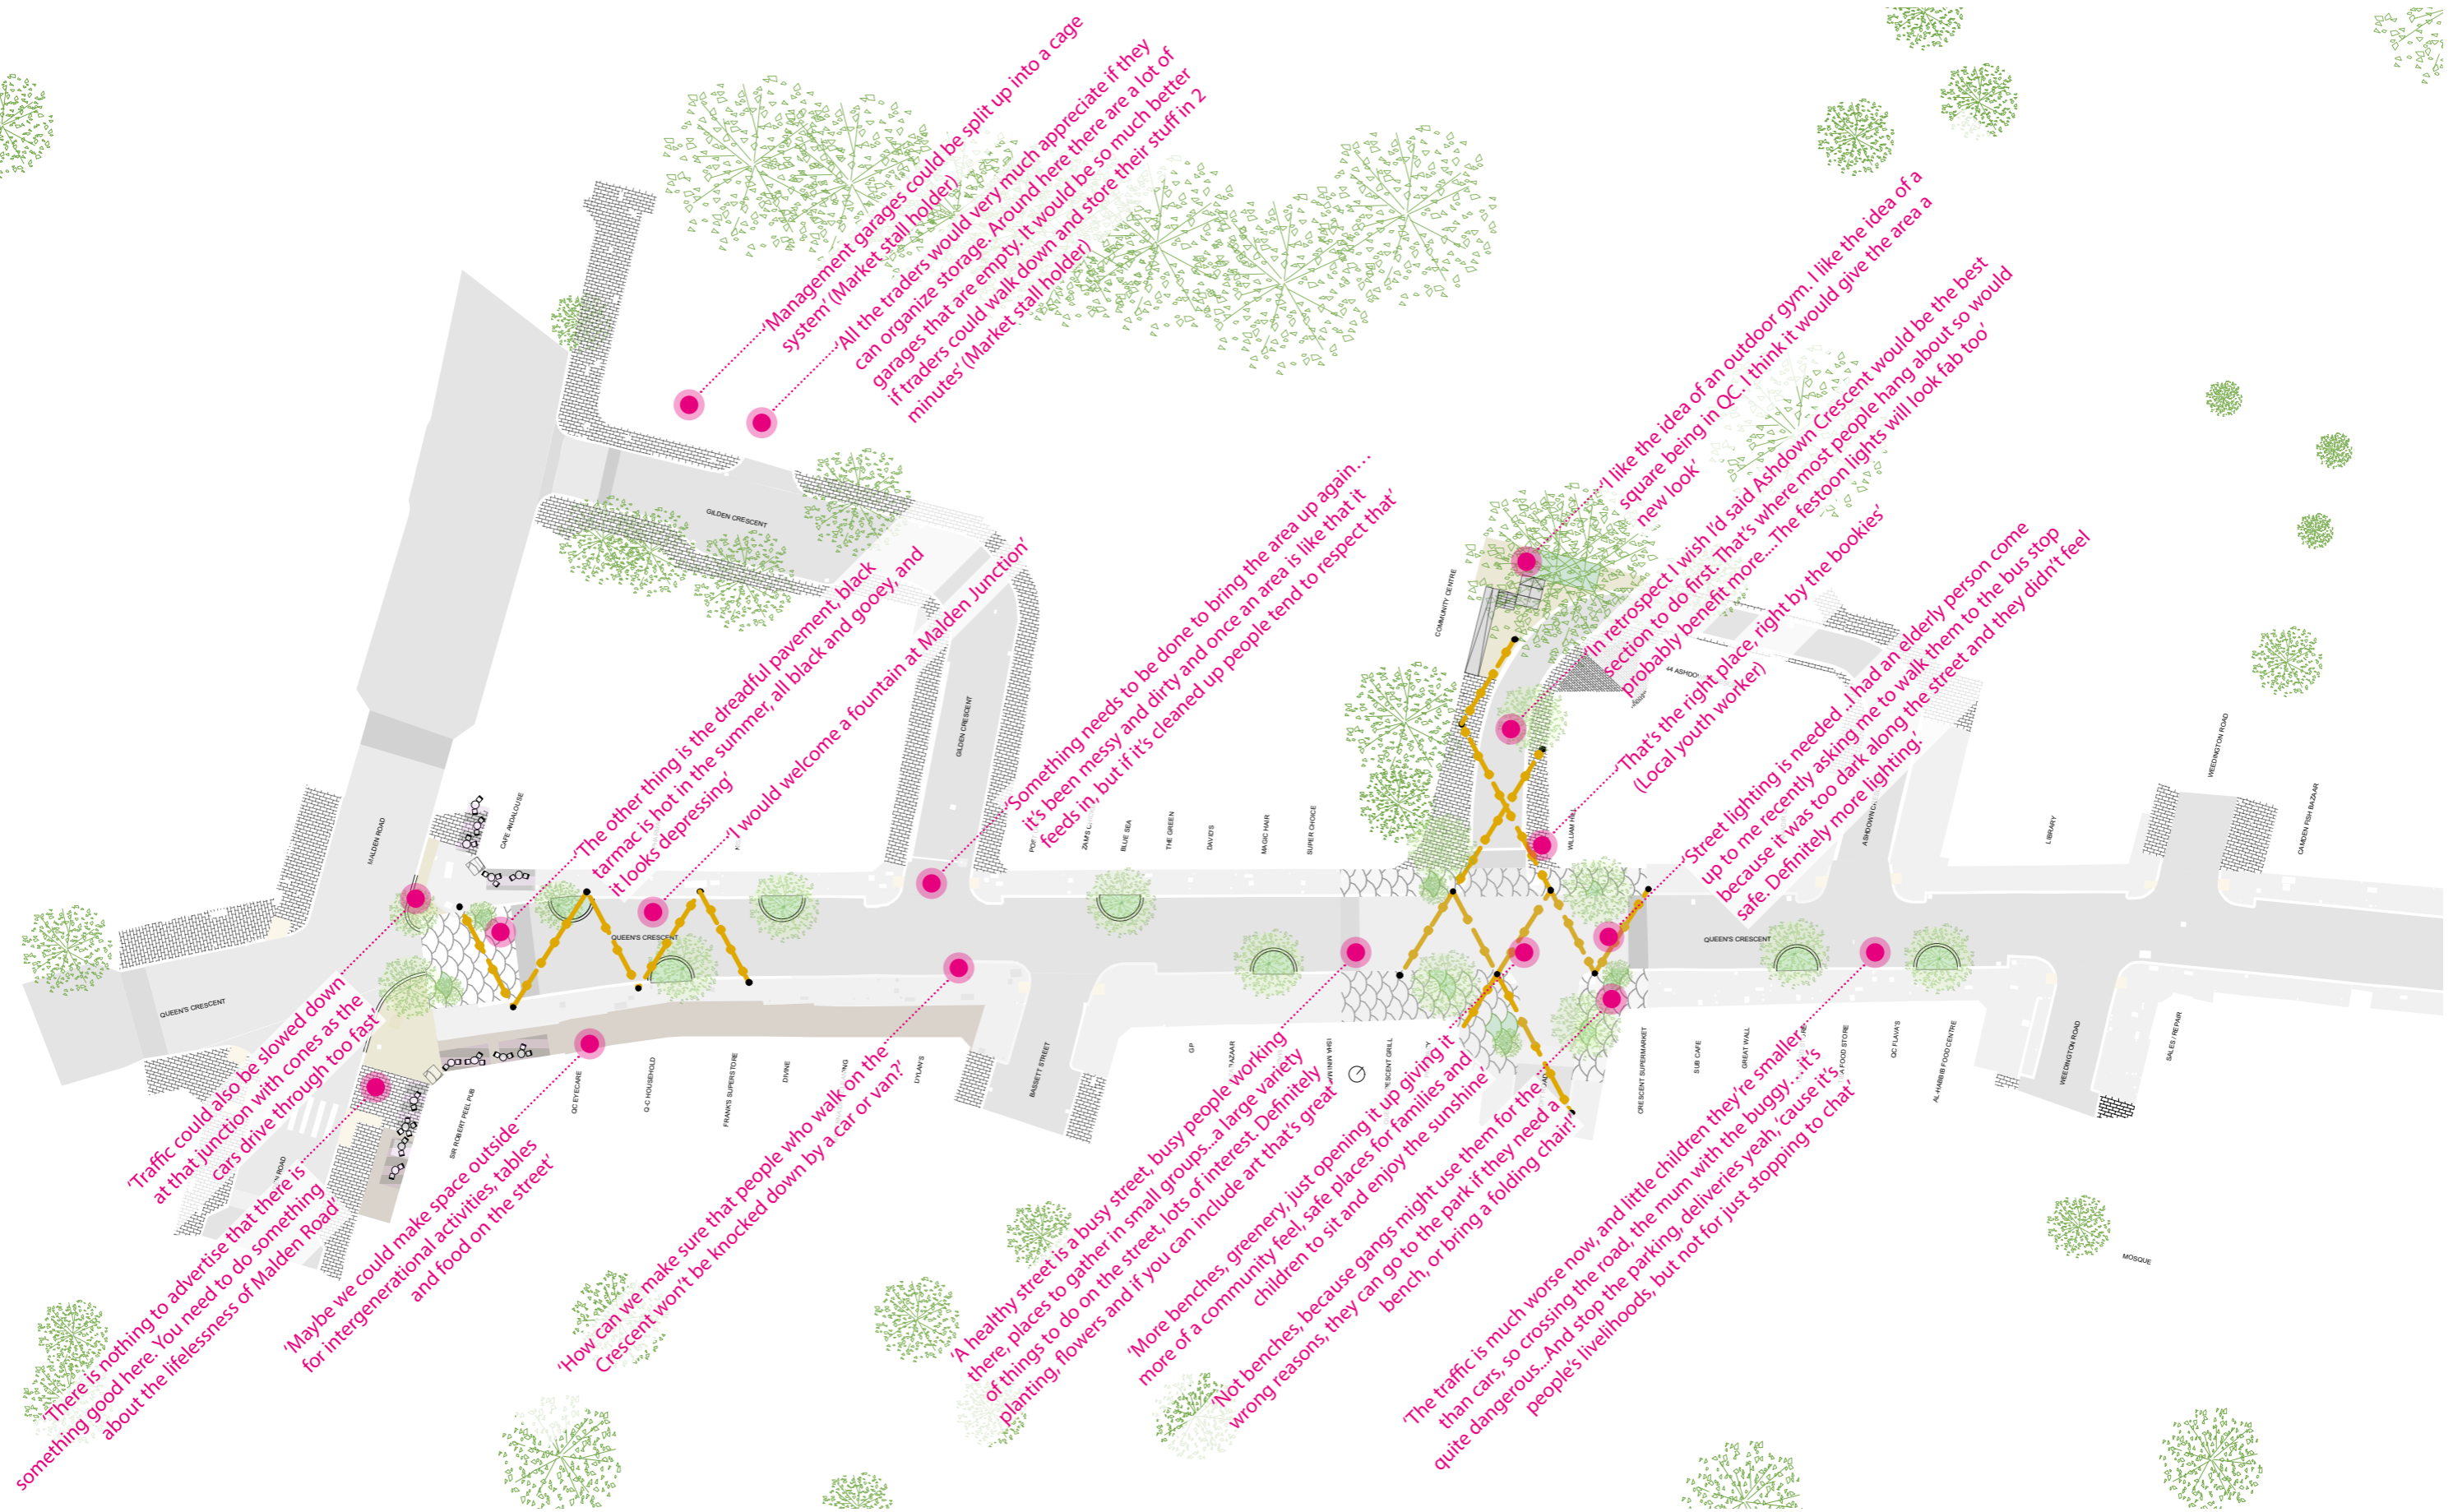 'Management garages could be split up into a cage
system' (Market stall holder)
'All the traders would very much appreciate if they
can organize storage. Around here there are a lot of
garages that are empty. It would be so much better
if traders could walk down and store their stuff in 2
minutes' (Market stall holder)
'I like the idea of an outdoor gym. I like the idea of a
square being in QC. I think it would give the area a
new look'
'In retrospect I wish I'd said Ashdown Crescent would be the best
section to do first. That's where most people hang about so would
probably benefit more...The festoon lights will look fab too'
'That's the right place, right by the bookies'
(Local youth worker)
'Street lighting is needed...I had an elderly person come
up to me recently asking me to walk them to the bus stop
because it was too dark along the street and they didn't feel
safe. Definitely more lighting.'
'Something needs to be done to bring the area up again…
it's been messy and dirty and once an area is like that it
feeds in, but if it's cleaned up people tend to respect that'
'The other thing is the dreadful pavement, black
tarmac is hot in the summer, all black and gooey, and
it looks depressing'
'I would welcome a fountain at Malden Junction'
GILDEN CRESCENT
GILDEN CRESCENT
MALDEN ROAD
CAFE ANDALOUSE
BLUE SEA
THE GREEN
DAVID'S
MAGIC HAIR
SUPER CHOICE
COMMUNITY CENTRE
WILLIAM HILL
LIBRARY
WEEDINGTON ROAD
CAMDEN FISH BAZAAR
QUEEN'S CRESCENT
QUEEN'S CRESCENT
QUEEN'S CRESCENT
SIR ROBERT PEEL PUB
QC EYECARE
Q-C HOUSEHOLD
FRANK'S SUPERSTORE
DIVINE
DYLAN'S
BASSETT STREET
GP
CRESCENT SUPERMARKET
SUB CAFE
GREAT WALL
FOOD STORE
QC FLAVA'S
AL-HABBIB FOOD CENTRE
WEEDINGTON ROAD
SALES / REPAIR
MOSQUE
'Traffic could also be slowed down
at that junction with cones as the
cars drive through too fast'
'There is nothing to advertise that there is
something good here. You need to do something
about the lifelessness of Malden Road'
'Maybe we could make space outside
for intergenerational activities, tables
and food on the street'
'How can we make sure that people who walk on the
Crescent won't be knocked down by a car or van?'
'A healthy street is a busy street, busy people working
there, places to gather in small groups...a large variety
of things to do on the street, lots of interest. Definitely
planting, flowers and if you can include art that's great'
'More benches, greenery, just opening it up giving it
more of a community feel, safe places for families and
children to sit and enjoy the sunshine'
'Not benches, because gangs might use them for the
wrong reasons, they can go to the park if they need a
bench, or bring a folding chair!'
'The traffic is much worse now, and little children they're smaller
than cars, so crossing the road, the mum with the buggy…it's
quite dangerous...And stop the parking, deliveries yeah, 'cause it's
people's livelihoods, but not for just stopping to chat'